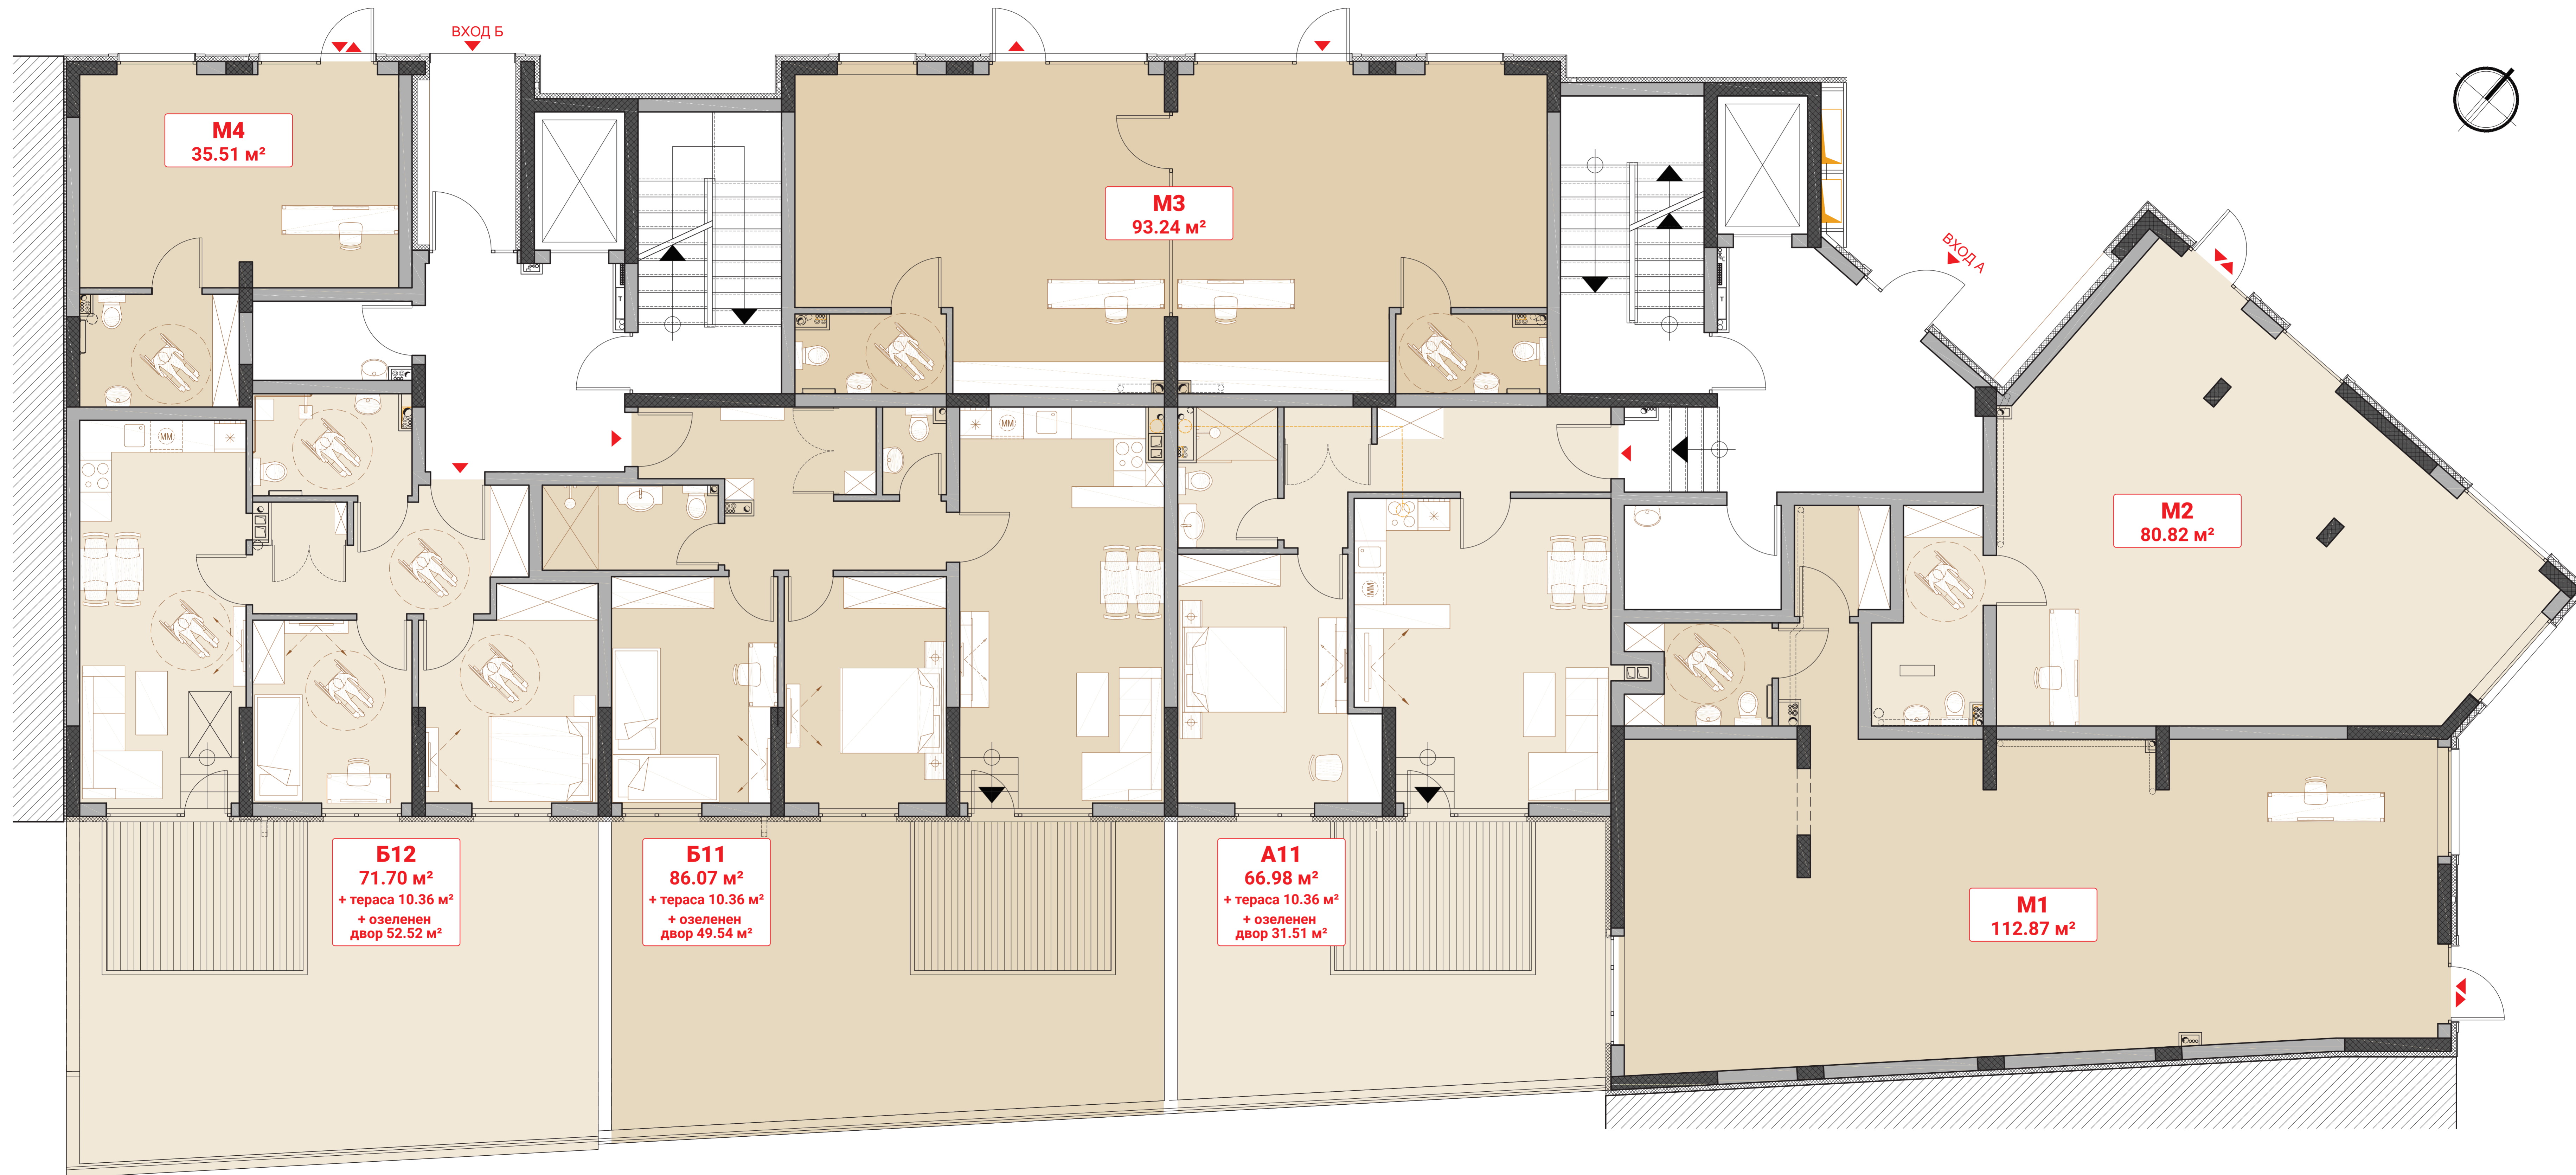 ВХОД Б
М4
35.51 м²
М3
93.24 м²
ВХОД А
М2
80.82 м²
Т
Т
ММ
ММ
ММ
Б12
71.70 м²
+ тераса 10.36 м²
+ озеленен
двор 52.52 м²
Б11
86.07 м²
+ тераса 10.36 м²
+ озеленен
двор 49.54 м²
А11
66.98 м²
+ тераса 10.36 м²
+ озеленен
двор 31.51 м²
М1
112.87 м²